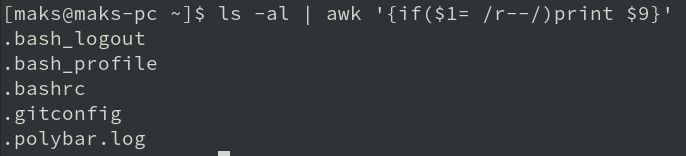 [maks@maks-pc ~]$ ls -al | awk '{if($1= /r--/)print $9}'
.bash_logout
.bash_profile
.bashrc
.gitconfig
.polybar.log